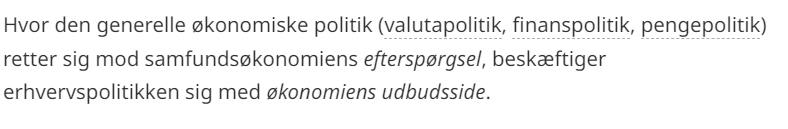 Hvor den generelle økonomiske politik (valutapolitik, finanspolitik, pengepolitik)
retter sig mod samfundsøkonomiens efterspørgsel, beskæftiger
erhvervspolitikken sig med økonomiens udbudsside.